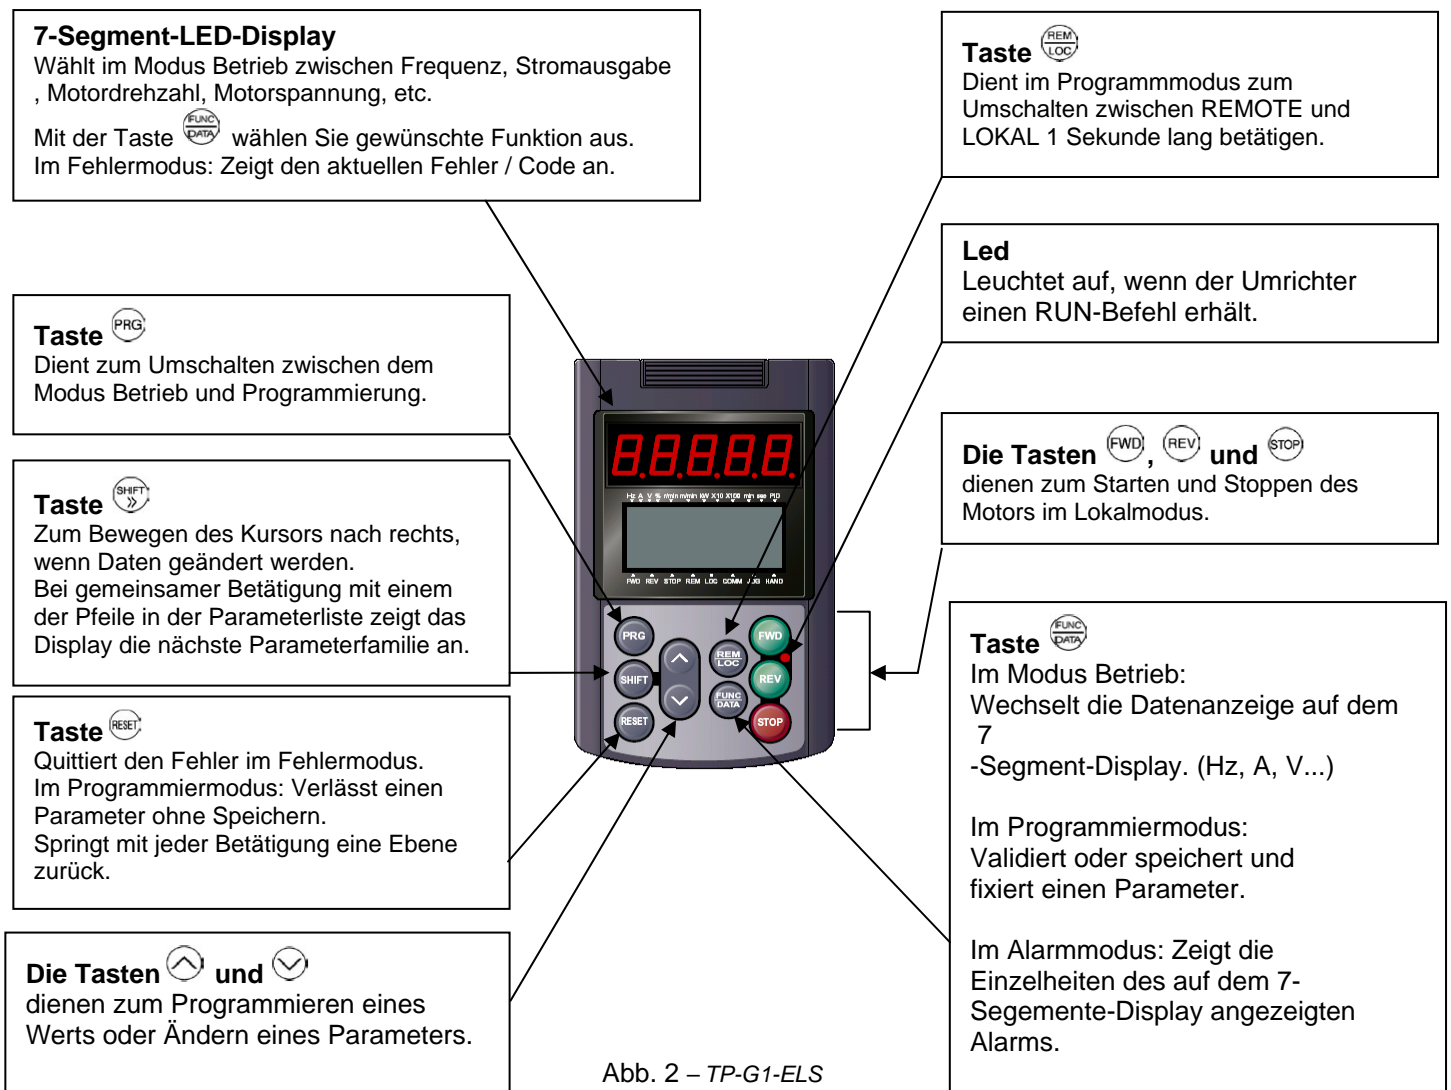 7-Segment-LED-Display
Wählt im Modus Betrieb zwischen Frequenz, Stromausgabe
, Motordrehzahl, Motorspannung, etc.
Mit der Taste FUNC DATA wählen Sie gewünschte Funktion aus.
Im Fehlermodus: Zeigt den aktuellen Fehler / Code an.
Taste REM LOC
Dient im Programmmodus zum
Umschalten zwischen REMOTE und
LOKAL 1 Sekunde lang betätigen.
Led
Leuchtet auf, wenn der Umrichter
einen RUN-Befehl erhält.
Taste PRG
Dient zum Umschalten zwischen dem
Modus Betrieb und Programmierung.
Taste SHIFT »
Zum Bewegen des Kursors nach rechts,
wenn Daten geändert werden.
Bei gemeinsamer Betätigung mit einem
der Pfeile in der Parameterliste zeigt das
Display die nächste Parameterfamilie an.
Die Tasten FWD, REV und STOP
dienen zum Starten und Stoppen des
Motors im Lokalmodus.
Taste RESET
Quittiert den Fehler im Fehlermodus.
Im Programmiermodus: Verlässt einen
Parameter ohne Speichern.
Springt mit jeder Betätigung eine Ebene
zurück.
Taste FUNC DATA
Im Modus Betrieb:
Wechselt die Datenanzeige auf dem
7
-Segment-Display. (Hz, A, V...)
Im Programmiermodus:
Validiert oder speichert und
fixiert einen Parameter.
Im Alarmmodus: Zeigt die
Einzelheiten des auf dem 7-
Segemente-Display angezeigten
Alarms.
Die Tasten und
dienen zum Programmieren eines
Werts oder Ändern eines Parameters.
8.8.8.8.8.
Hz A V % r/min m/min kW X10 X100 min sec PID
FWD REV STOP REM LOC COMM JOG HAND
PRG
FWD
REM
LOC
SHIFT
REV
FUNC
DATA
RESET
STOP
Abb. 2 – TP-G1-ELS